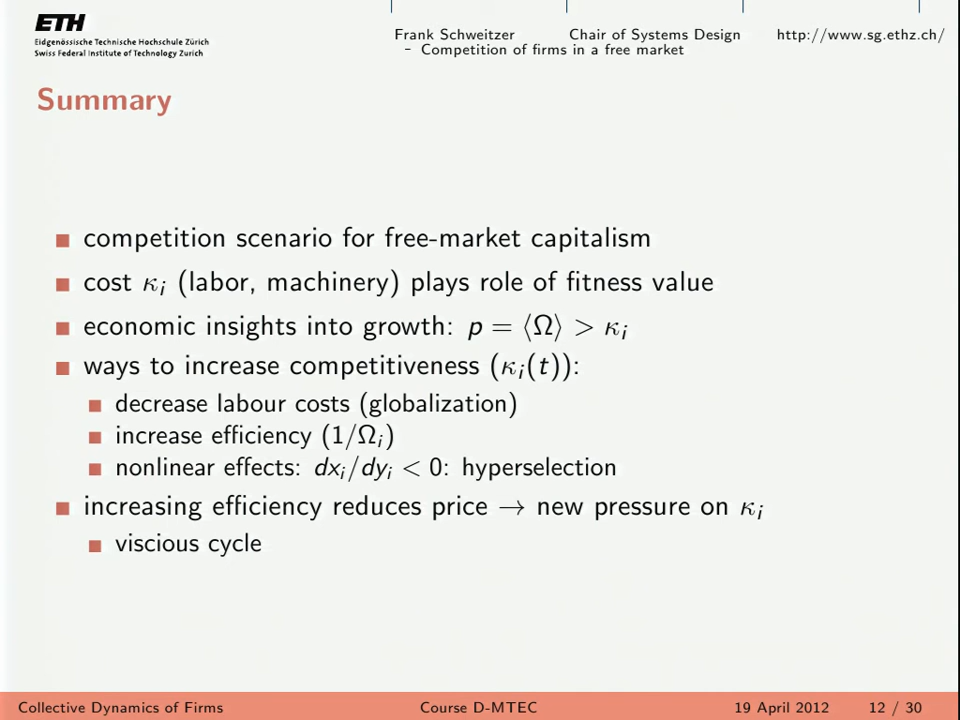 ETH
Eidgenössische Technische Hochschule Zürich
Swiss Federal Institute of Technology Zurich
Frank Schweitzer Chair of Systems Design http://www.sg.ethz.ch/
- Competition of firms in a free market
Summary
competition scenario for free-market capitalism
cost κᵢ (labor, machinery) plays role of fitness value
economic insights into growth: p = ⟨Ω⟩ > κᵢ
ways to increase competitiveness (κᵢ(t)):
decrease labour costs (globalization)
increase efficiency (1/Ωᵢ)
nonlinear effects: dxᵢ/dyᵢ < 0: hyperselection
increasing efficiency reduces price → new pressure on κᵢ
viscious cycle
Collective Dynamics of Firms Course D-MTEC 19 April 2012 12 / 30